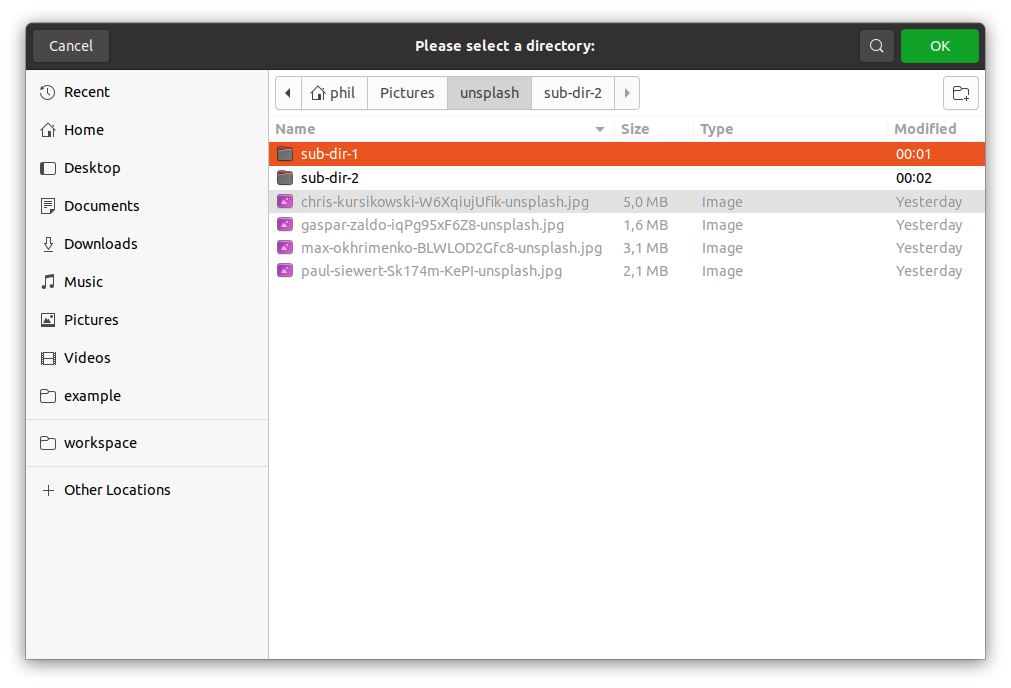 Cancel Please select a directory: OK
Recent
Home
Desktop
Documents
Downloads
Music
Pictures
Videos
example
workspace
Other Locations
phil Pictures unsplash sub-dir-2
Name Size Type Modified
sub-dir-1 00:01
sub-dir-2 00:02
chris-kursikowski-W6XqiujUfik-unsplash.jpg 5,0 MB Image Yesterday
gaspar-zaldo-iqPg95xF6Z8-unsplash.jpg 1,6 MB Image Yesterday
max-okhrimenko-BLWLOD2Gfc8-unsplash.jpg 3,1 MB Image Yesterday
paul-siewert-Sk174m-KePI-unsplash.jpg 2,1 MB Image Yesterday